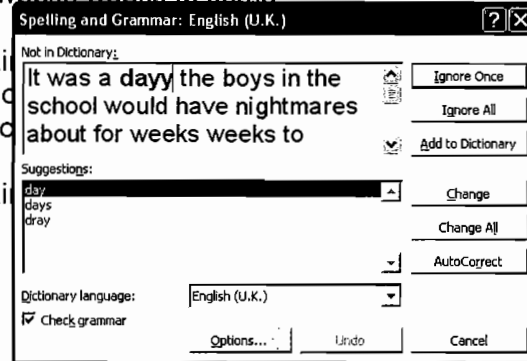 Spelling and Grammar: English (U.K.)
Not in Dictionary:
It was a dayy the boys in the
school would have nightmares
about for weeks weeks to
Ignore Once
Ignore All
Add to Dictionary
Suggestions:
day
days
dray
Change
Change All
AutoCorrect
Dictionary language: English (U.K.)
Check grammar
Options... Undo Cancel